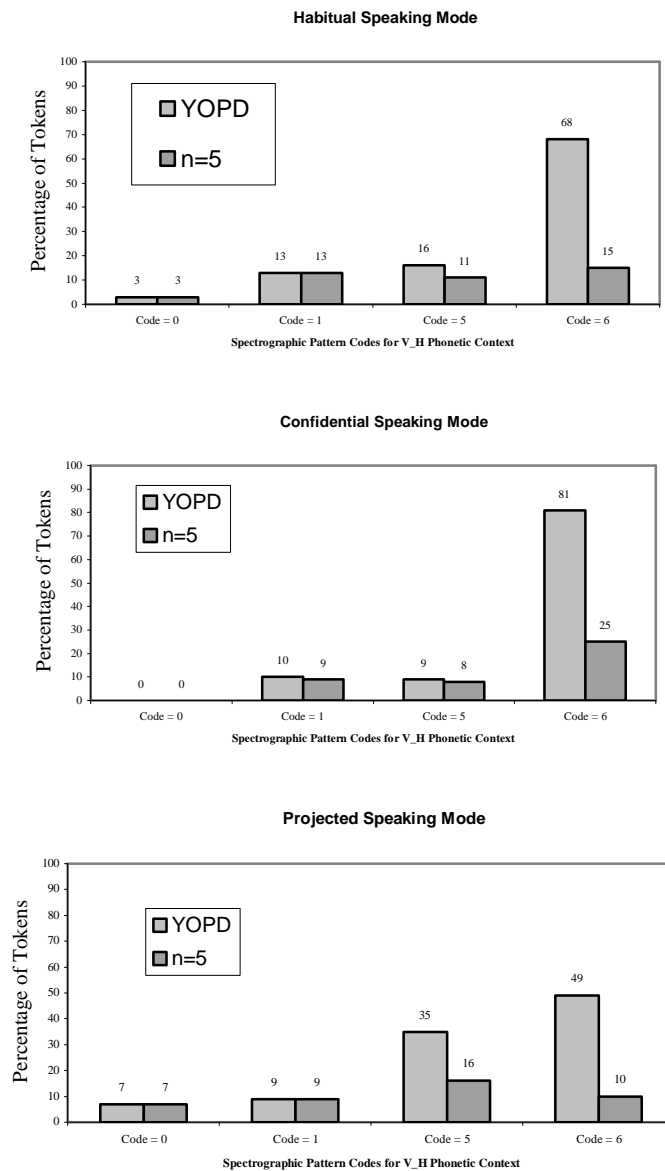 Habitual Speaking Mode
Percentage of Tokens
100
90
80
70
60
50
40
30
20
10
0
YOPD
n=5
3 3 13 13 16 11 68 15
Code = 0 Code = 1 Code = 5 Code = 6
Spectrographic Pattern Codes for V_H Phonetic Context
Confidential Speaking Mode
Percentage of Tokens
100
90
80
70
60
50
40
30
20
10
0
YOPD
n=5
0 0 10 9 9 8 81 25
Code = 0 Code = 1 Code = 5 Code = 6
Spectrographic Pattern Codes for V_H Phonetic Context
Projected Speaking Mode
Percentage of Tokens
100
90
80
70
60
50
40
30
20
10
0
YOPD
n=5
7 7 9 9 35 16 49 10
Code = 0 Code = 1 Code = 5 Code = 6
Spectrographic Pattern Codes for V_H Phonetic Context